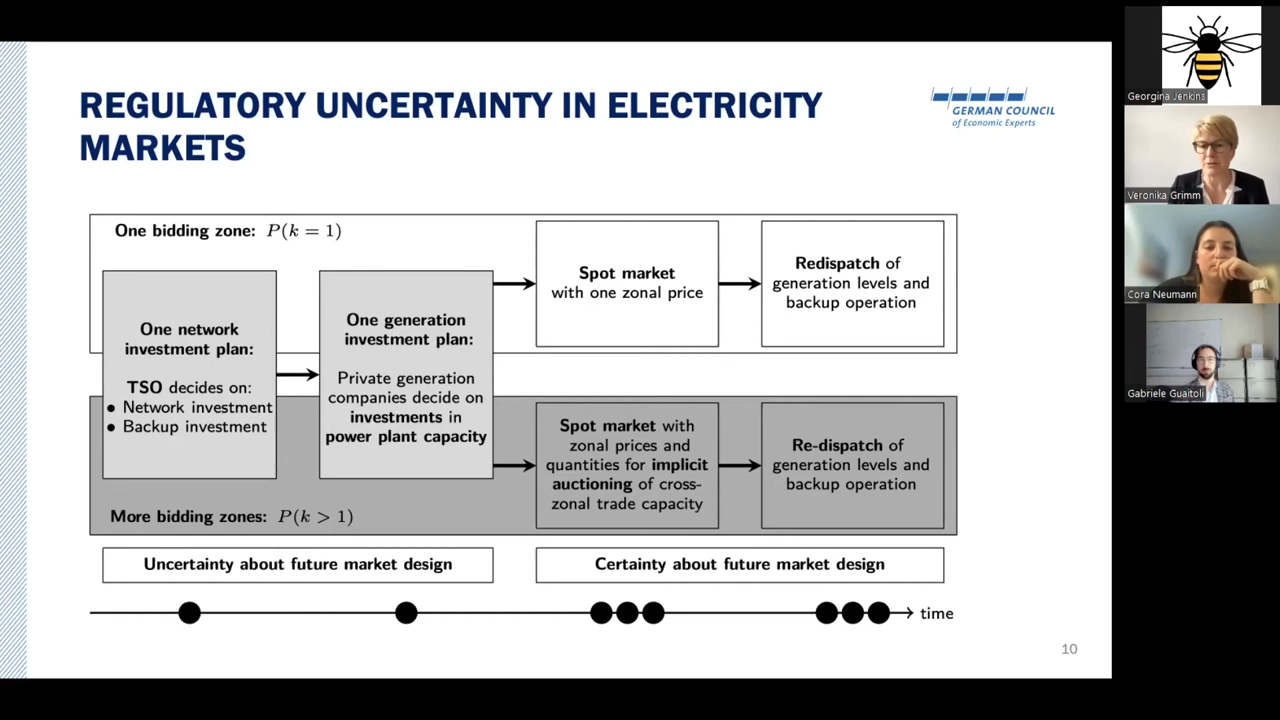 REGULATORY UNCERTAINTY IN ELECTRICITY
MARKETS
GERMAN COUNCIL
of Economic Experts
One bidding zone: P(k = 1)
One network
investment plan:
TSO decides on:
• Network investment
• Backup investment
One generation
investment plan:
Private generation
companies decide on
investments in
power plant capacity
Spot market
with one zonal price
Redispatch of
generation levels and
backup operation
Spot market with
zonal prices and
quantities for implicit
auctioning of cross-
zonal trade capacity
Re-dispatch of
generation levels and
backup operation
More bidding zones: P(k > 1)
Uncertainty about future market design
Certainty about future market design
time
10
Georgina Jenkins
Veronika Grimm
Cora Neumann
Gabriele Guaitoli